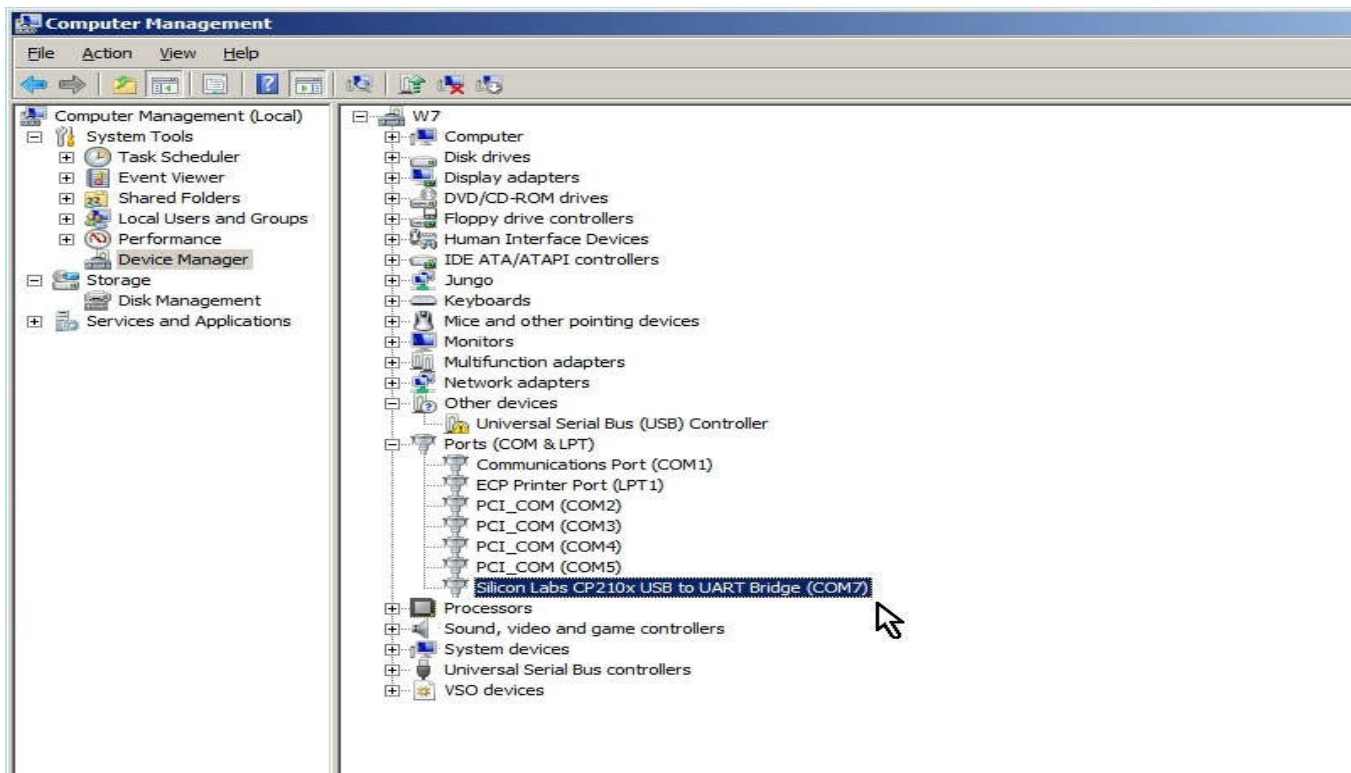 Computer Management
File Action View Help
Computer Management (Local)
System Tools
Task Scheduler
Event Viewer
Shared Folders
Local Users and Groups
Performance
Device Manager
Storage
Disk Management
Services and Applications
W7
Computer
Disk drives
Display adapters
DVD/CD-ROM drives
Floppy drive controllers
Human Interface Devices
IDE ATA/ATAPI controllers
Jungo
Keyboards
Mice and other pointing devices
Monitors
Multifunction adapters
Network adapters
Other devices
Universal Serial Bus (USB) Controller
Ports (COM & LPT)
Communications Port (COM1)
ECP Printer Port (LPT1)
PCI_COM (COM2)
PCI_COM (COM3)
PCI_COM (COM4)
PCI_COM (COM5)
Silicon Labs CP210x USB to UART Bridge (COM7)
Processors
Sound, video and game controllers
System devices
Universal Serial Bus controllers
VSO devices